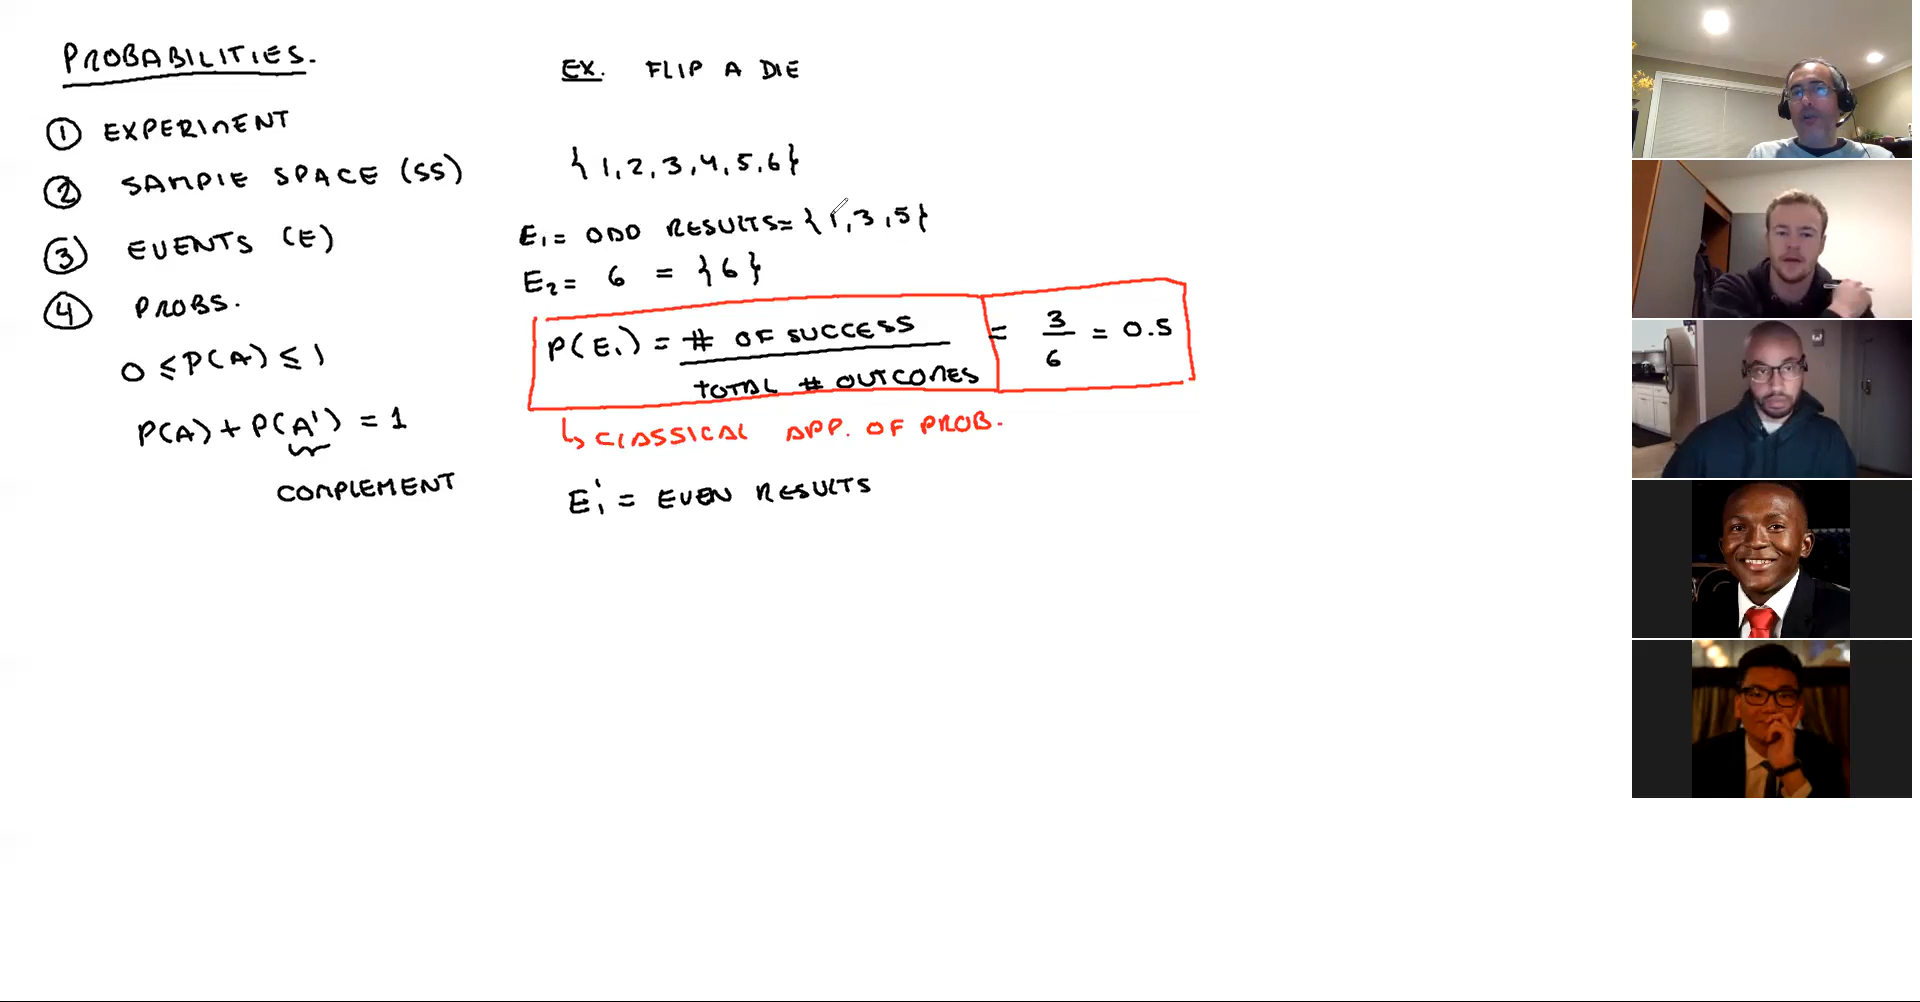 PROBABILITIES.
① EXPERIMENT
② SAMPLE SPACE (SS)
③ EVENTS (E)
④ PROBS.
0 ≤ P(A) ≤ 1
P(A) + P(A') = 1
COMPLEMENT
EX. FLIP A DIE
{1, 2, 3, 4, 5, 6}
E₁ = ODD RESULTS = {1, 3, 5}
E₂ = 6 = {6}
P(E₁) = # OF SUCCESS / TOTAL # OUTCOMES = 3/6 = 0.5
↳ CLASSICAL APP. OF PROB.
E₁' = EVEN RESULTS